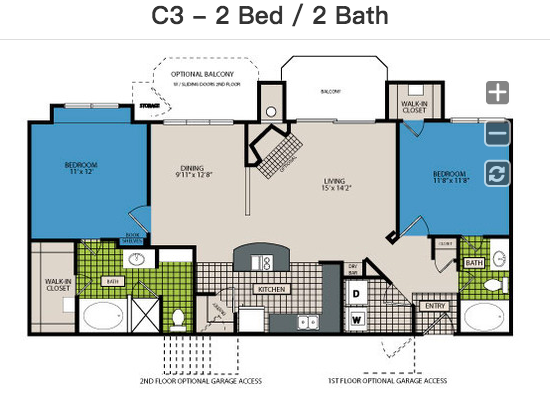 C3 – 2 Bed / 2 Bath
OPTIONAL BALCONY
W/ SLIDING DOORS 2ND FLOOR
STORAGE
BALCONY
WALK-IN
CLOSET
BEDROOM
11' x 12'
DINING
9'11" x 12'8"
OPTIONAL
LIVING
15' x 14'2"
BEDROOM
11'8" x 11'8"
BOOK
SHELVES
WALK-IN
CLOSET
BATH
KITCHEN
DRY
BAR
D
W
CLOSET
BATH
ENTRY
2ND FLOOR OPTIONAL GARAGE ACCESS
1ST FLOOR OPTIONAL GARAGE ACCESS